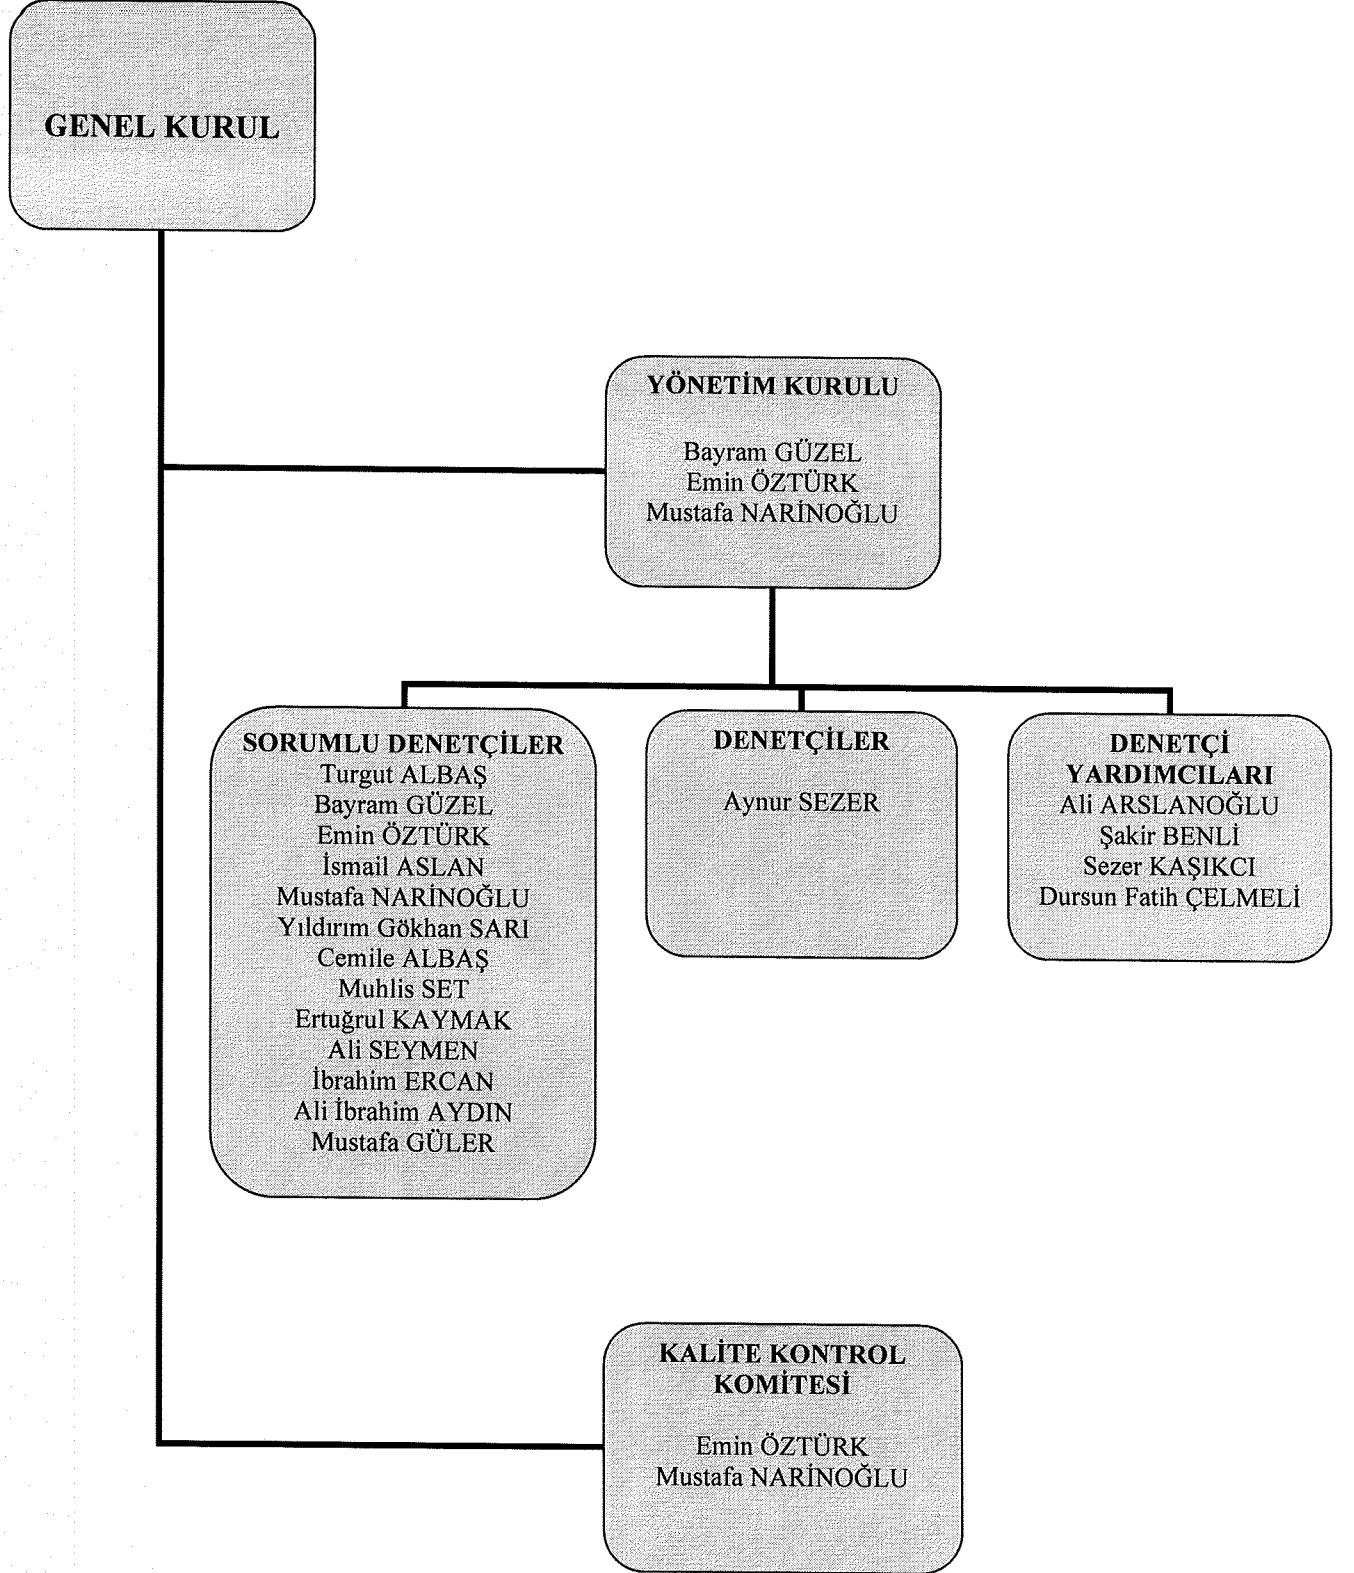 GENEL KURUL
YÖNETİM KURULU
Bayram GÜZEL
Emin ÖZTÜRK
Mustafa NARİNOĞLU
SORUMLU DENETÇİLER
Turgut ALBAŞ
Bayram GÜZEL
Emin ÖZTÜRK
İsmail ASLAN
Mustafa NARİNOĞLU
Yıldırım Gökhan SARI
Cemile ALBAŞ
Muhlis SET
Ertuğrul KAYMAK
Ali SEYMEN
İbrahim ERCAN
Ali İbrahim AYDIN
Mustafa GÜLER
DENETÇİLER
Aynur SEZER
DENETÇİ
YARDIMCILARI
Ali ARSLANOĞLU
Şakir BENLİ
Sezer KAŞIKCI
Dursun Fatih ÇELMELİ
KALİTE KONTROL
KOMİTESİ
Emin ÖZTÜRK
Mustafa NARİNOĞLU